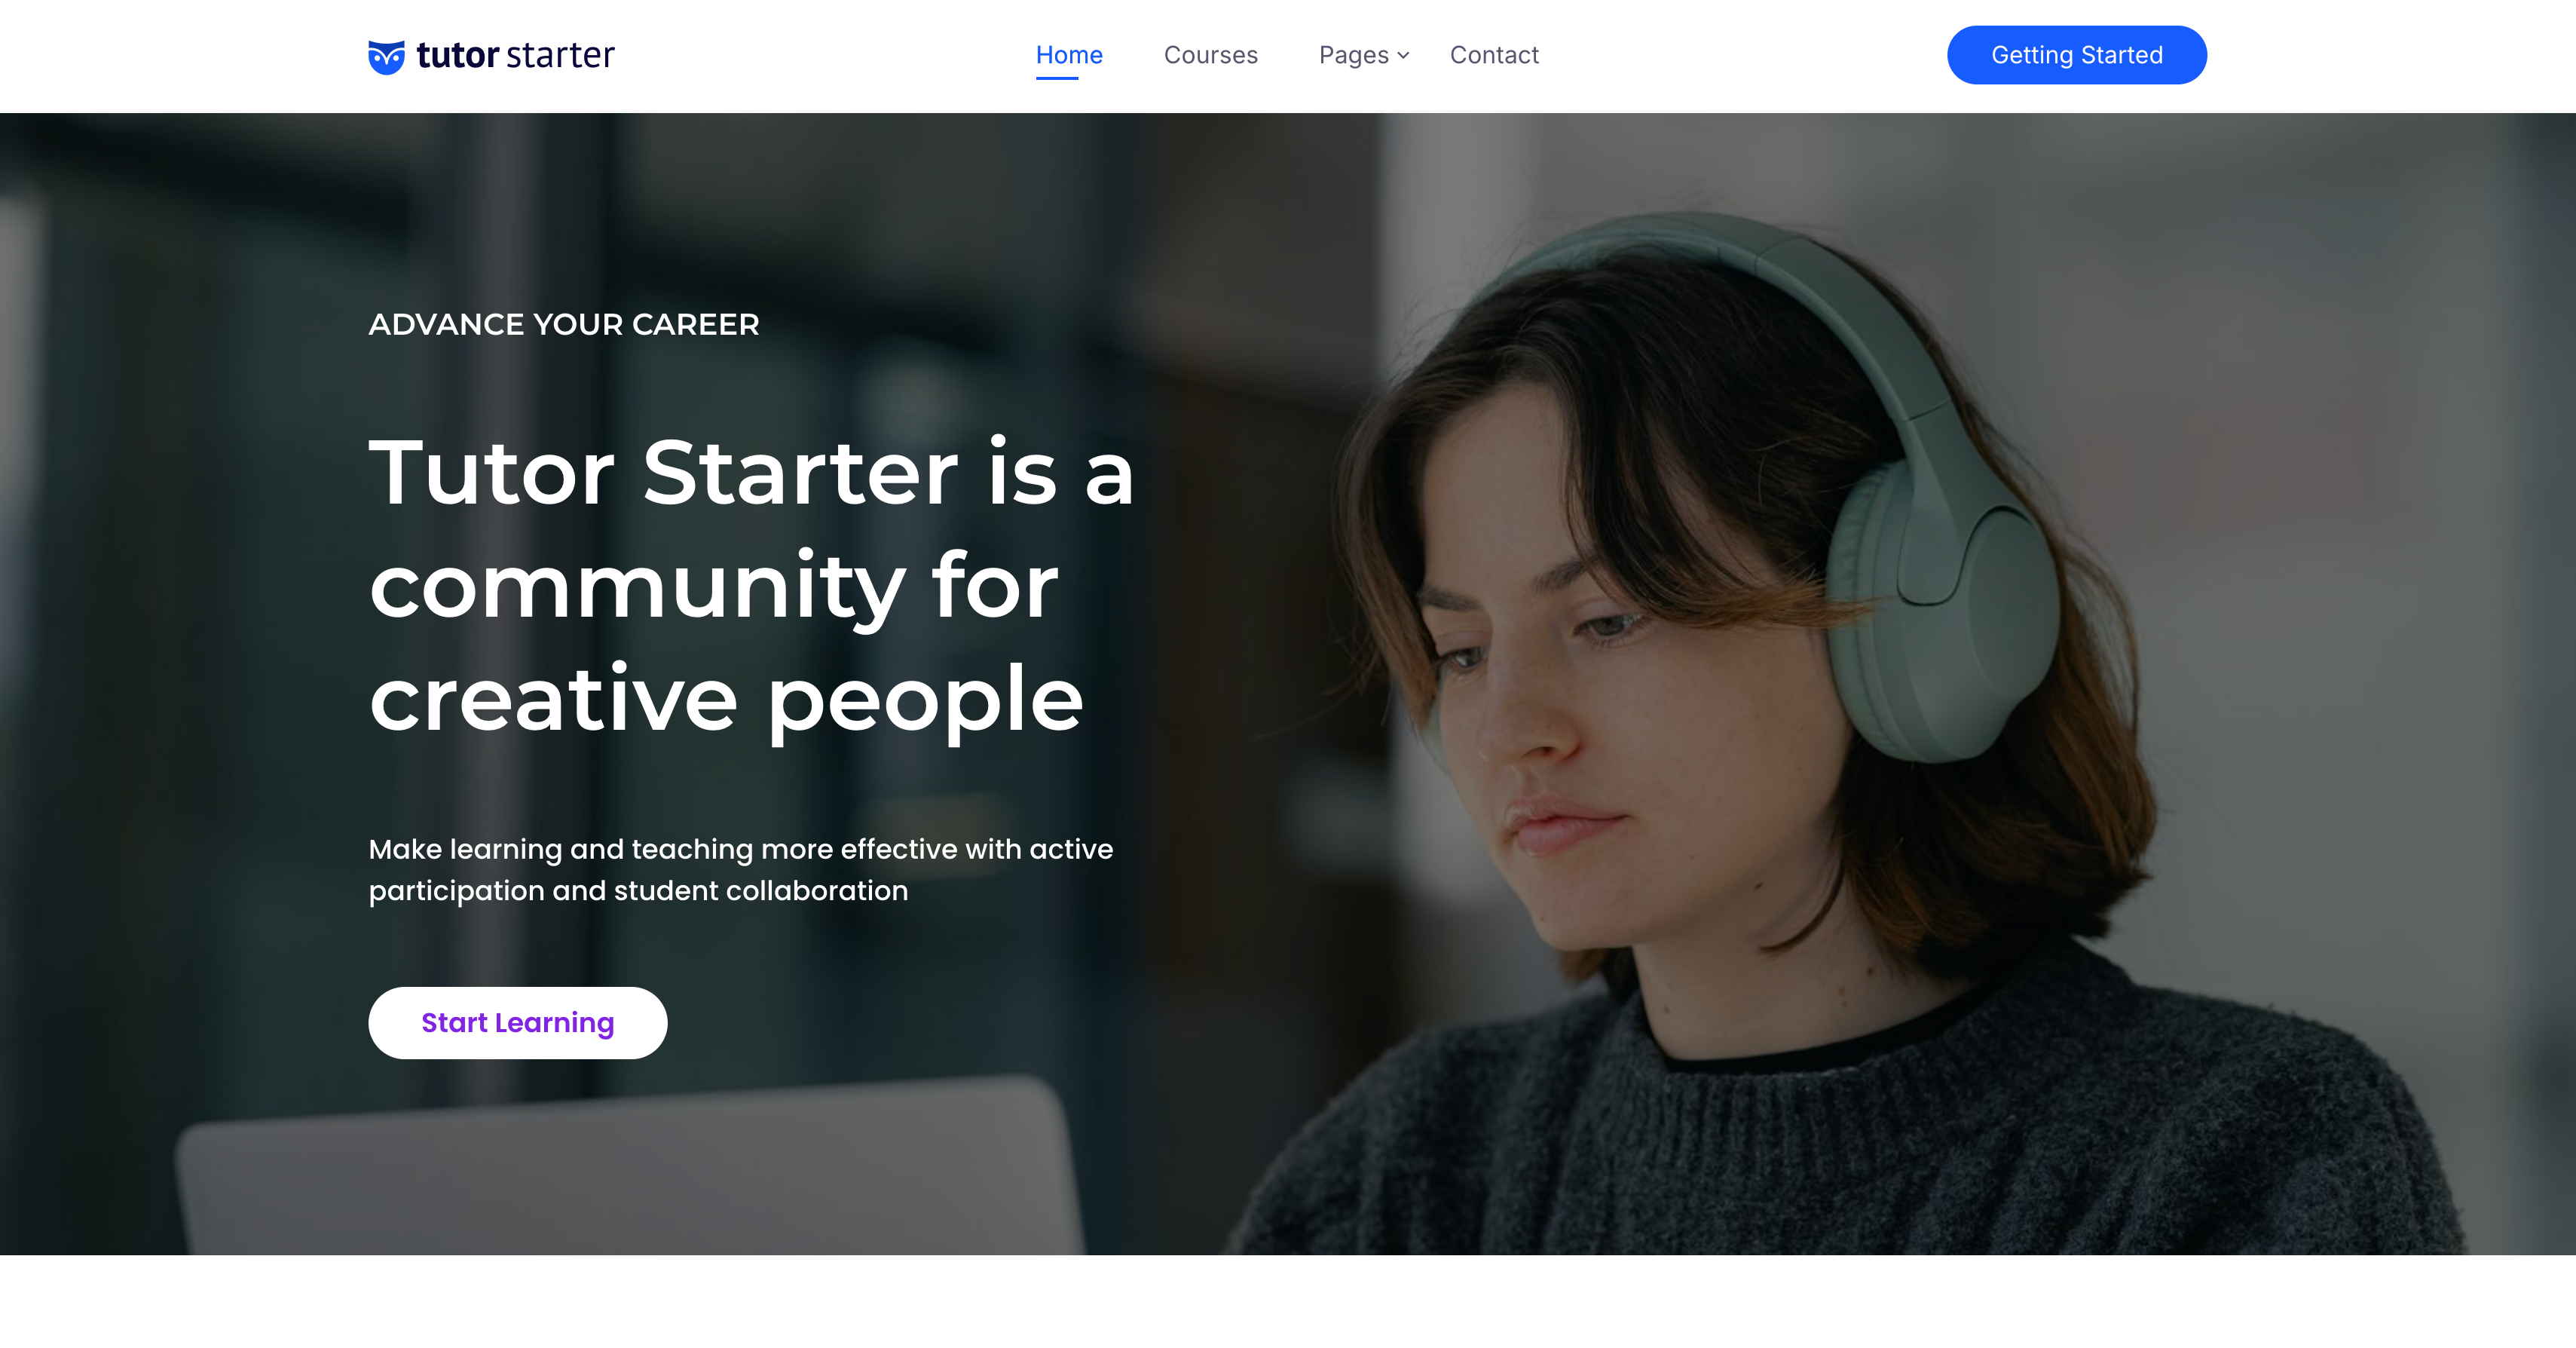 tutor starter
Home Courses Pages Contact
Getting Started
ADVANCE YOUR CAREER
Tutor Starter is a
community for
creative people
Make learning and teaching more effective with active
participation and student collaboration
Start Learning